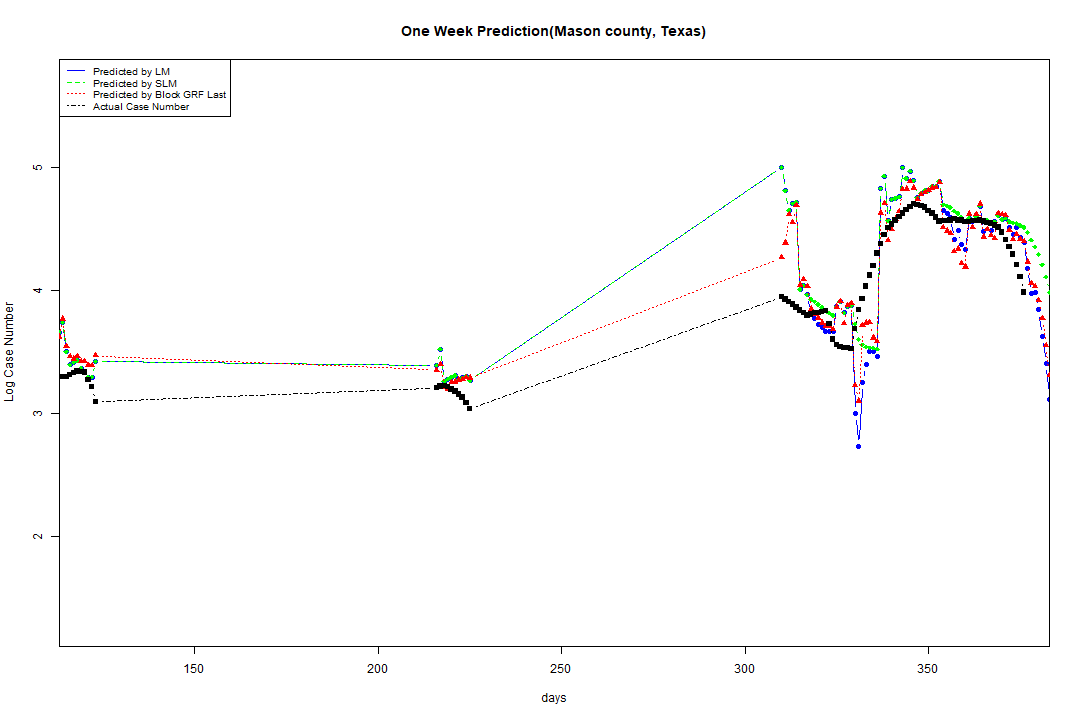 One Week Prediction(Mason county, Texas)
Predicted by LM
Predicted by SLM
Predicted by Block GRF Last
Actual Case Number
5
4
3
2
Log Case Number
150 200 250 300 350
days